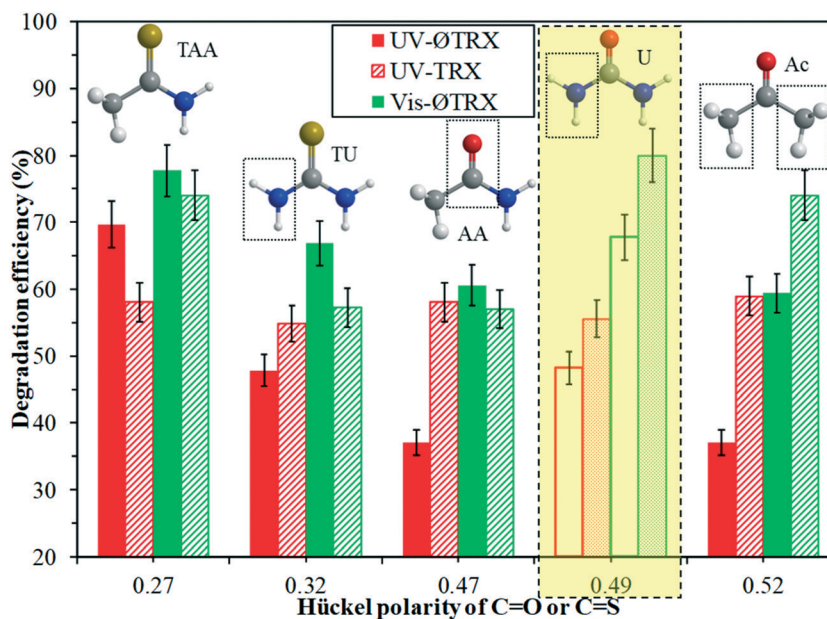 100
90
80
70
60
50
40
30
20
Degradation efficiency (%)
UV-ØTRX
UV-TRX
Vis-ØTRX
TAA
TU
AA
U
Ac
0.27
0.32
0.47
0.49
0.52
Hückel polarity of C=O or C=S